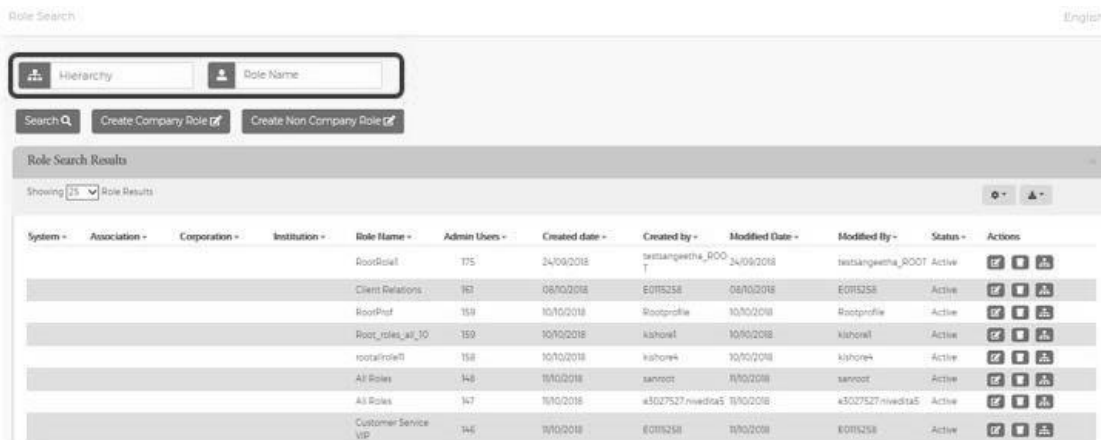 Role Search English
Hierarchy Role Name
Search Create Company Role Create Non Company Role
Role Search Results
Showing 25 Role Results
System Association Corporation Institution Role Name Admin Users Created date Created by Modified Date Modified By Status Actions
RootRole1 175 24/09/2018 testsangeetha_ROOT 24/09/2018 testsangeetha_ROOT Active
Client Relations 161 08/10/2018 E0115258 08/10/2018 E0115258 Active
RootProf 159 10/10/2018 Rootprofile 10/10/2018 Rootprofile Active
Root_roles_all_10 159 10/10/2018 kishore1 10/10/2018 kishore1 Active
rootallrole11 158 10/10/2018 kishore4 10/10/2018 kishore4 Active
All Roles 148 11/10/2018 sanroot 11/10/2018 sanroot Active
All Roles 147 11/10/2018 e3027527.nivedita5 11/10/2018 e3027527.nivedita5 Active
Customer Service VIP 146 11/10/2018 E0115258 11/10/2018 E0115258 Active